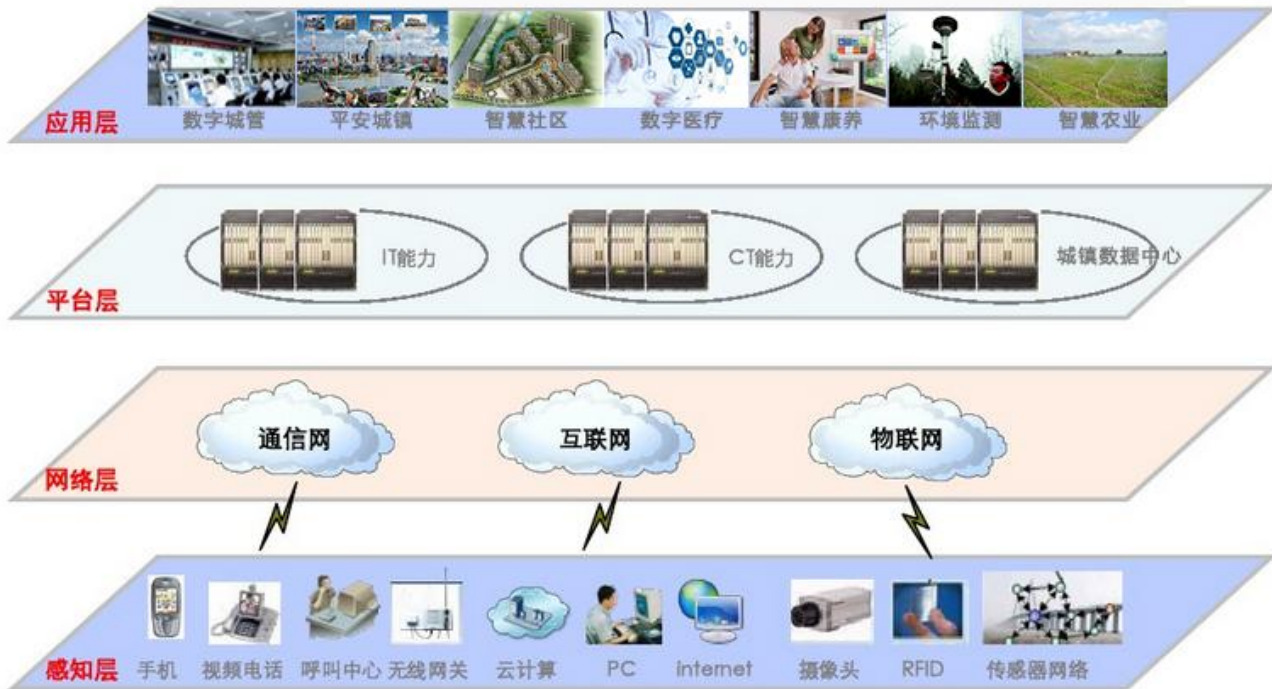 应用层
数字城管
平安城镇
智慧社区
数字医疗
智慧康养
环境监测
智慧农业
平台层
IT能力
CT能力
城镇数据中心
网络层
通信网
互联网
物联网
感知层
手机
视频电话
呼叫中心
无线网关
云计算
PC
internet
摄像头
RFID
传感器网络